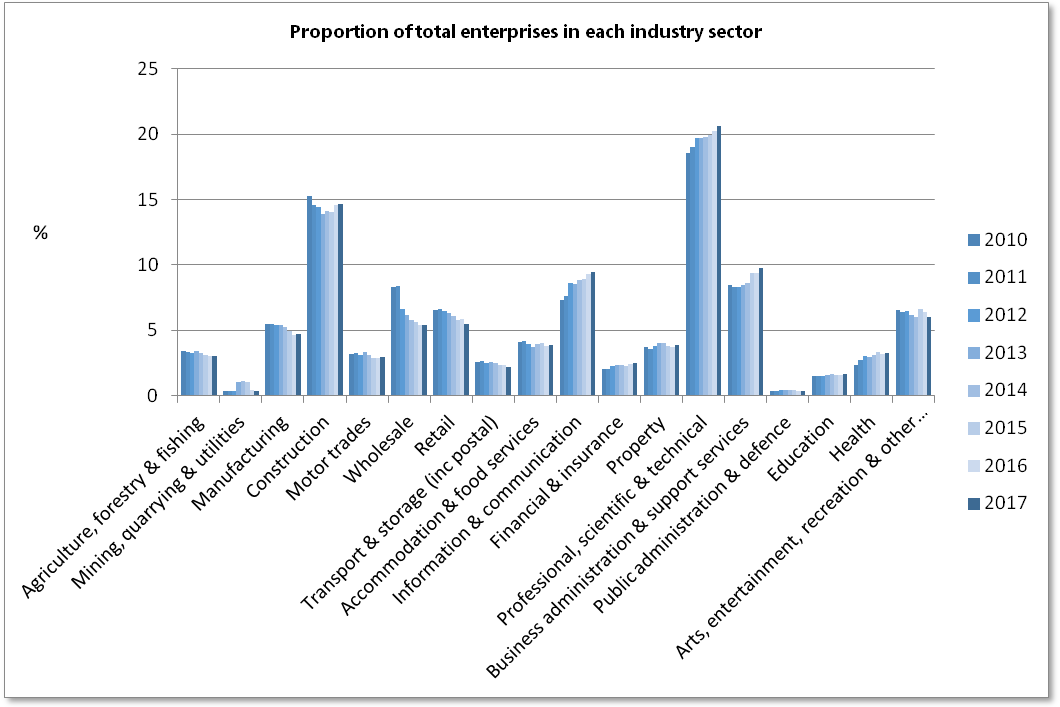 Proportion of total enterprises in each industry sector
25
20
15
10
5
0
%
Agriculture, forestry & fishing
Mining, quarrying & utilities
Manufacturing
Construction
Motor trades
Wholesale
Retail
Transport & storage (inc postal)
Accommodation & food services
Information & communication
Financial & insurance
Property
Professional, scientific & technical
Business administration & support services
Public administration & defence
Education
Health
Arts, entertainment, recreation & other...
2010
2011
2012
2013
2014
2015
2016
2017